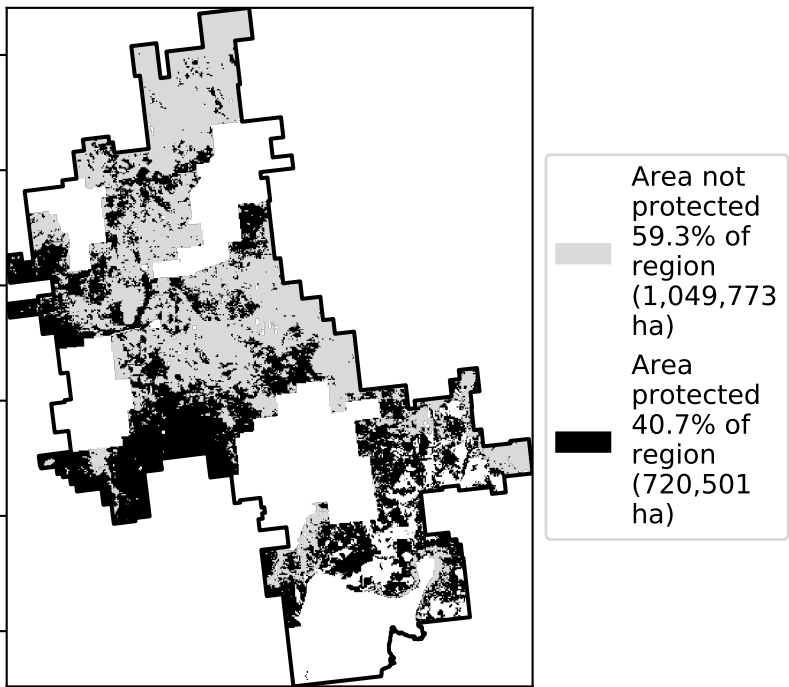 Area not
protected
59.3% of
region
(1,049,773
ha)
Area
protected
40.7% of
region
(720,501
ha)